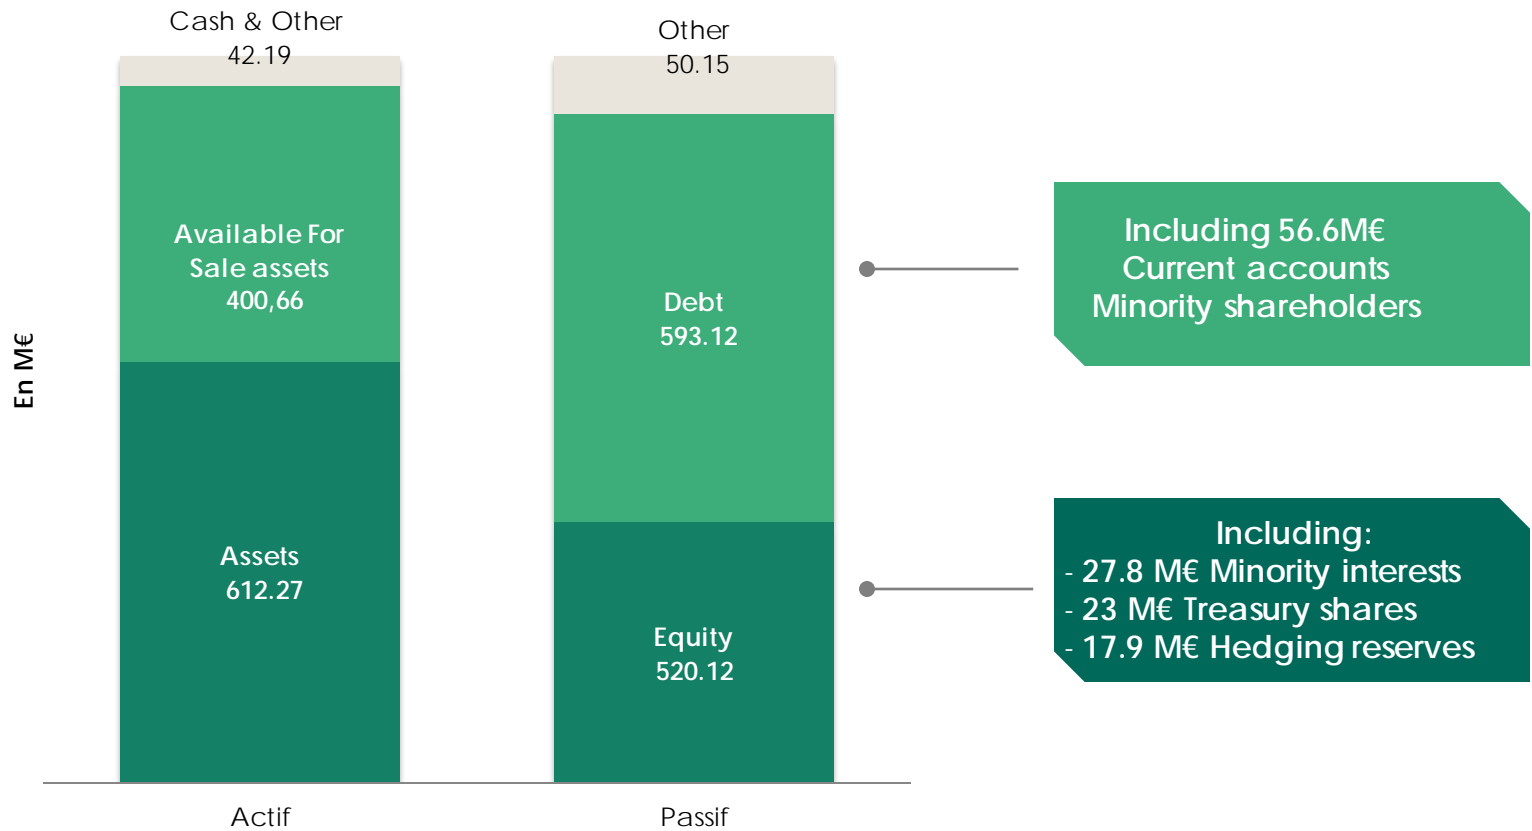 Cash & Other
42.19
Available For
Sale assets
400,66
Assets
612.27
Actif
Other
50.15
Debt
593.12
Equity
520.12
Passif
En M€
Including 56.6M€
Current accounts
Minority shareholders
Including:
- 27.8 M€ Minority interests
- 23 M€ Treasury shares
- 17.9 M€ Hedging reserves